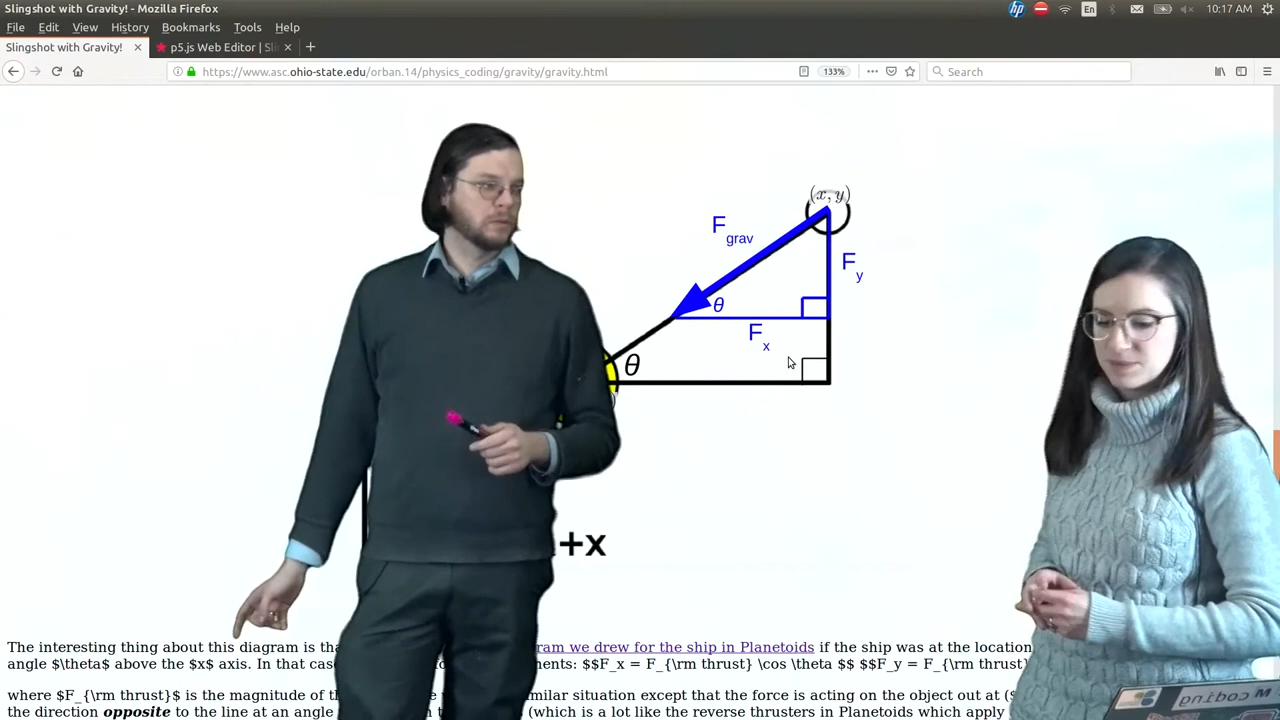 Slingshot with Gravity! - Mozilla Firefox
10:17 AM
En
File Edit View History Bookmarks Tools Help
Slingshot with Gravity! × p5.js Web Editor | Sli × +
https://www.asc.ohio-state.edu/orban.14/physics_coding/gravity/gravity.html 133% Search
(x, y)
F grav
F y
θ
F x
θ
+x
The interesting thing about this diagram is tha ram we drew for the ship in Planetoids if the ship was at the location
angle $\theta$ above the $x$ axis. In that case nents: $$F_x = F_{\rm thrust} \cos \theta $$ $$F_y = F_{\rm thrust}
where $F_{\rm thrust}$ is the magnitude of th similar situation except that the force is acting on the object out at ($
the direction opposite to the line at an angle (which is a lot like the reverse thrusters in Planetoids which apply
coding